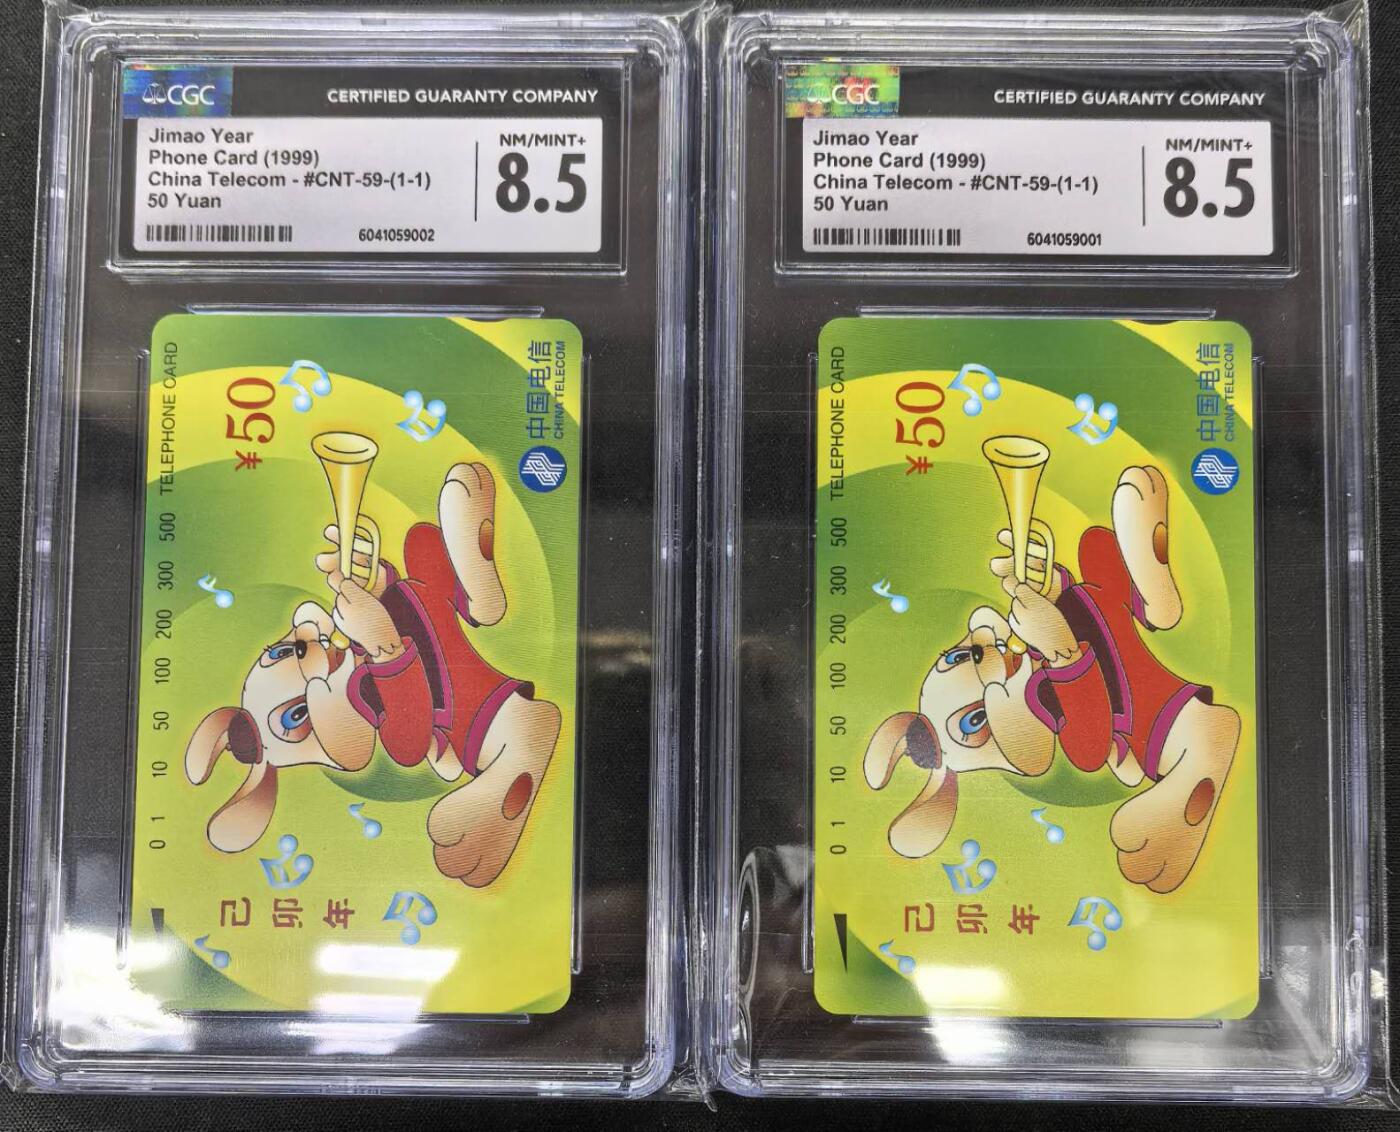 CGC
CERTIFIED GUARANTY COMPANY
Jimao Year
Phone Card (1999)
China Telecom - #CNT-59-(1-1)
50 Yuan
NM/MINT+
8.5
6041059002
TELEPHONE CARD
¥50
中国电信
CHINA TELECOM
0 1 10 50 100 200 300 500
己卯年
CGC
CERTIFIED GUARANTY COMPANY
Jimao Year
Phone Card (1999)
China Telecom - #CNT-59-(1-1)
50 Yuan
NM/MINT+
8.5
6041059001
TELEPHONE CARD
¥50
中国电信
CHINA TELECOM
0 1 10 50 100 200 300 500
己卯年